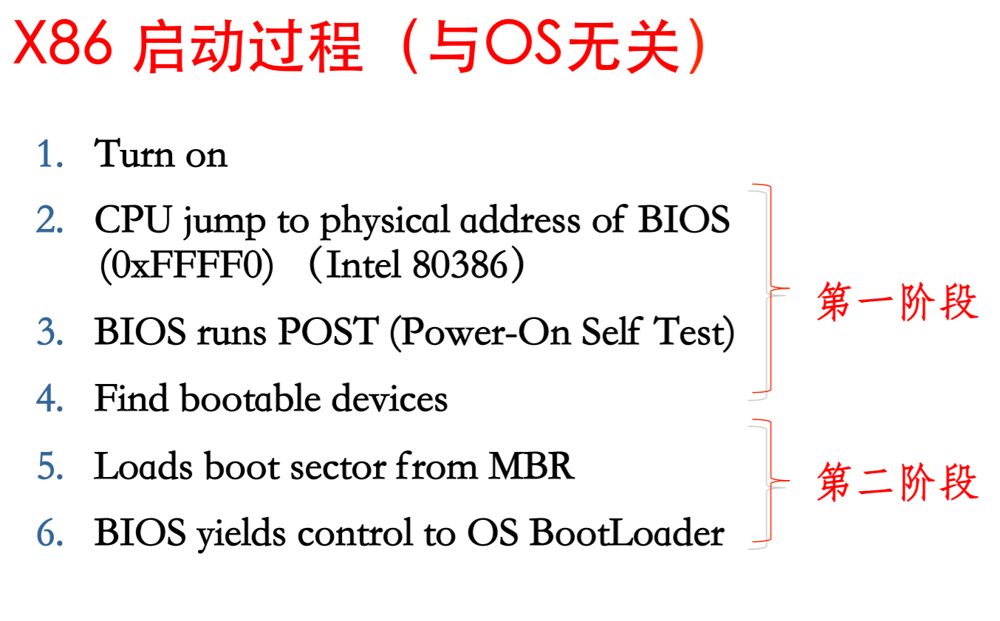 X86 启动过程（与OS无关）
1. Turn on
2. CPU jump to physical address of BIOS
(0xFFFF0) （Intel 80386）
3. BIOS runs POST (Power-On Self Test)
第一阶段
4. Find bootable devices
5. Loads boot sector from MBR
第二阶段
6. BIOS yields control to OS BootLoader